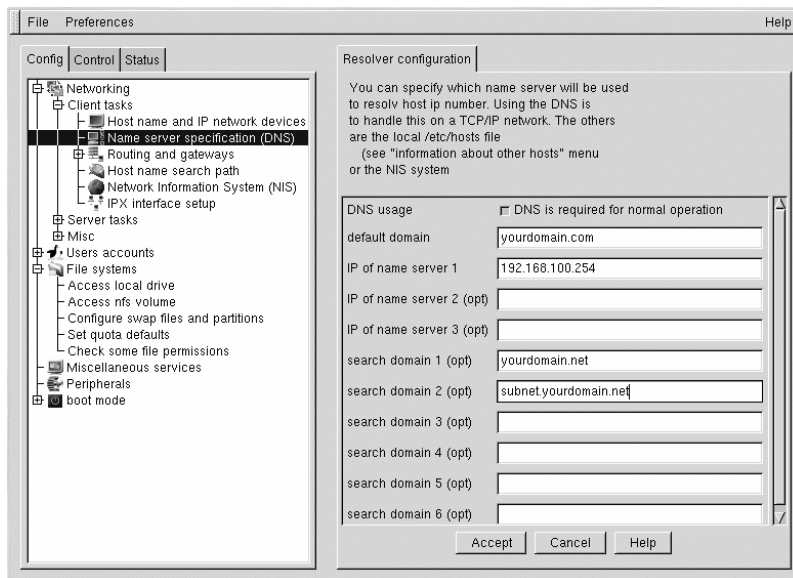 File Preferences Help
Config Control Status
Networking
Client tasks
Host name and IP network devices
Name server specification (DNS)
Routing and gateways
Host name search path
Network Information System (NIS)
IPX interface setup
Server tasks
Misc
Users accounts
File systems
Access local drive
Access nfs volume
Configure swap files and partitions
Set quota defaults
Check some file permissions
Miscellaneous services
Peripherals
boot mode
Resolver configuration
You can specify which name server will be used
to resolv host ip number. Using the DNS is
to handle this on a TCP/IP network. The others
are the local /etc/hosts file
(see "information about other hosts" menu
or the NIS system
DNS usage DNS is required for normal operation
default domain yourdomain.com
IP of name server 1 192.168.100.254
IP of name server 2 (opt)
IP of name server 3 (opt)
search domain 1 (opt) yourdomain.net
search domain 2 (opt) subnet.yourdomain.net
search domain 3 (opt)
search domain 4 (opt)
search domain 5 (opt)
search domain 6 (opt)
Accept Cancel Help